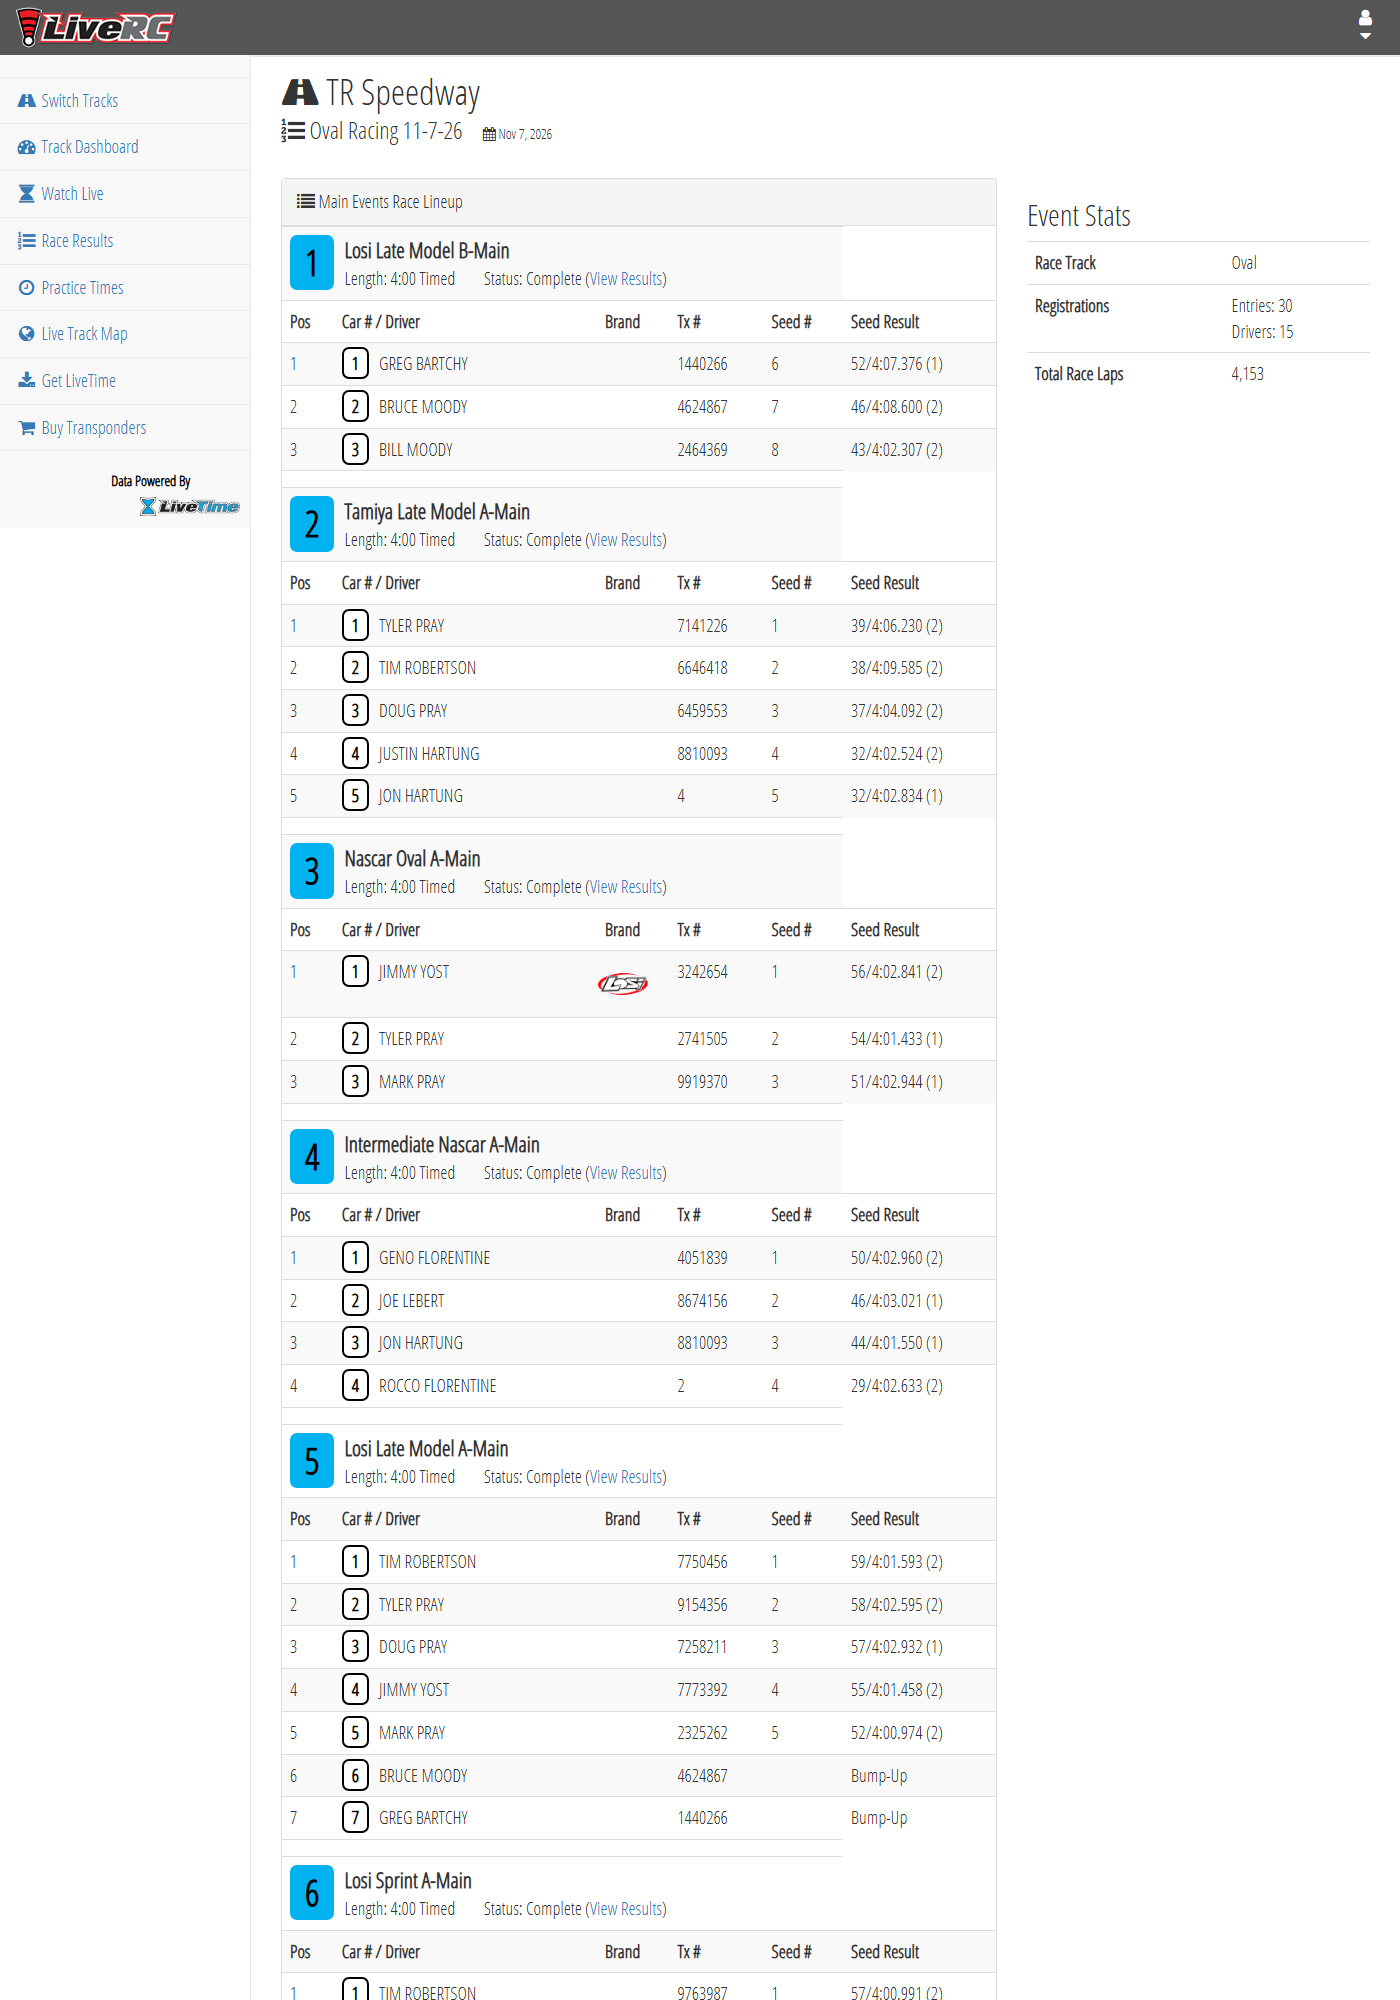 LiveRC
Switch Tracks
Track Dashboard
Watch Live
Race Results
Practice Times
Live Track Map
Get LiveTime
Buy Transponders
Data Powered By
LiveTime
TR Speedway
Oval Racing 11-7-26 Nov 7, 2026
Main Events Race Lineup
1 Losi Late Model B-Main
Length: 4:00 Timed Status: Complete (View Results)
Pos Car # / Driver Brand Tx # Seed # Seed Result
1 1 GREG BARTCHY 1440266 6 52/4:07.376 (1)
2 2 BRUCE MOODY 4624867 7 46/4:08.600 (2)
3 3 BILL MOODY 2464369 8 43/4:02.307 (2)
2 Tamiya Late Model A-Main
Length: 4:00 Timed Status: Complete (View Results)
Pos Car # / Driver Brand Tx # Seed # Seed Result
1 1 TYLER PRAY 7141226 1 39/4:06.230 (2)
2 2 TIM ROBERTSON 6646418 2 38/4:09.585 (2)
3 3 DOUG PRAY 6459553 3 37/4:04.092 (2)
4 4 JUSTIN HARTUNG 8810093 4 32/4:02.524 (2)
5 5 JON HARTUNG 4 5 32/4:02.834 (1)
3 Nascar Oval A-Main
Length: 4:00 Timed Status: Complete (View Results)
Pos Car # / Driver Brand Tx # Seed # Seed Result
1 1 JIMMY YOST Losi 3242654 1 56/4:02.841 (2)
2 2 TYLER PRAY 2741505 2 54/4:01.433 (1)
3 3 MARK PRAY 9919370 3 51/4:02.944 (1)
4 Intermediate Nascar A-Main
Length: 4:00 Timed Status: Complete (View Results)
Pos Car # / Driver Brand Tx # Seed # Seed Result
1 1 GENO FLORENTINE 4051839 1 50/4:02.960 (2)
2 2 JOE LEBERT 8674156 2 46/4:03.021 (1)
3 3 JON HARTUNG 8810093 3 44/4:01.550 (1)
4 4 ROCCO FLORENTINE 2 4 29/4:02.633 (2)
5 Losi Late Model A-Main
Length: 4:00 Timed Status: Complete (View Results)
Pos Car # / Driver Brand Tx # Seed # Seed Result
1 1 TIM ROBERTSON 7750456 1 59/4:01.593 (2)
2 2 TYLER PRAY 9154356 2 58/4:02.595 (2)
3 3 DOUG PRAY 7258211 3 57/4:02.932 (1)
4 4 JIMMY YOST 7773392 4 55/4:01.458 (2)
5 5 MARK PRAY 2325262 5 52/4:00.974 (2)
6 6 BRUCE MOODY 4624867 Bump-Up
7 7 GREG BARTCHY 1440266 Bump-Up
6 Losi Sprint A-Main
Length: 4:00 Timed Status: Complete (View Results)
Pos Car # / Driver Brand Tx # Seed # Seed Result
1 1 TIM ROBERTSON 9763987 1 57/4:00.991 (2)
Event Stats
Race Track Oval
Registrations Entries: 30
Drivers: 15
Total Race Laps 4,153